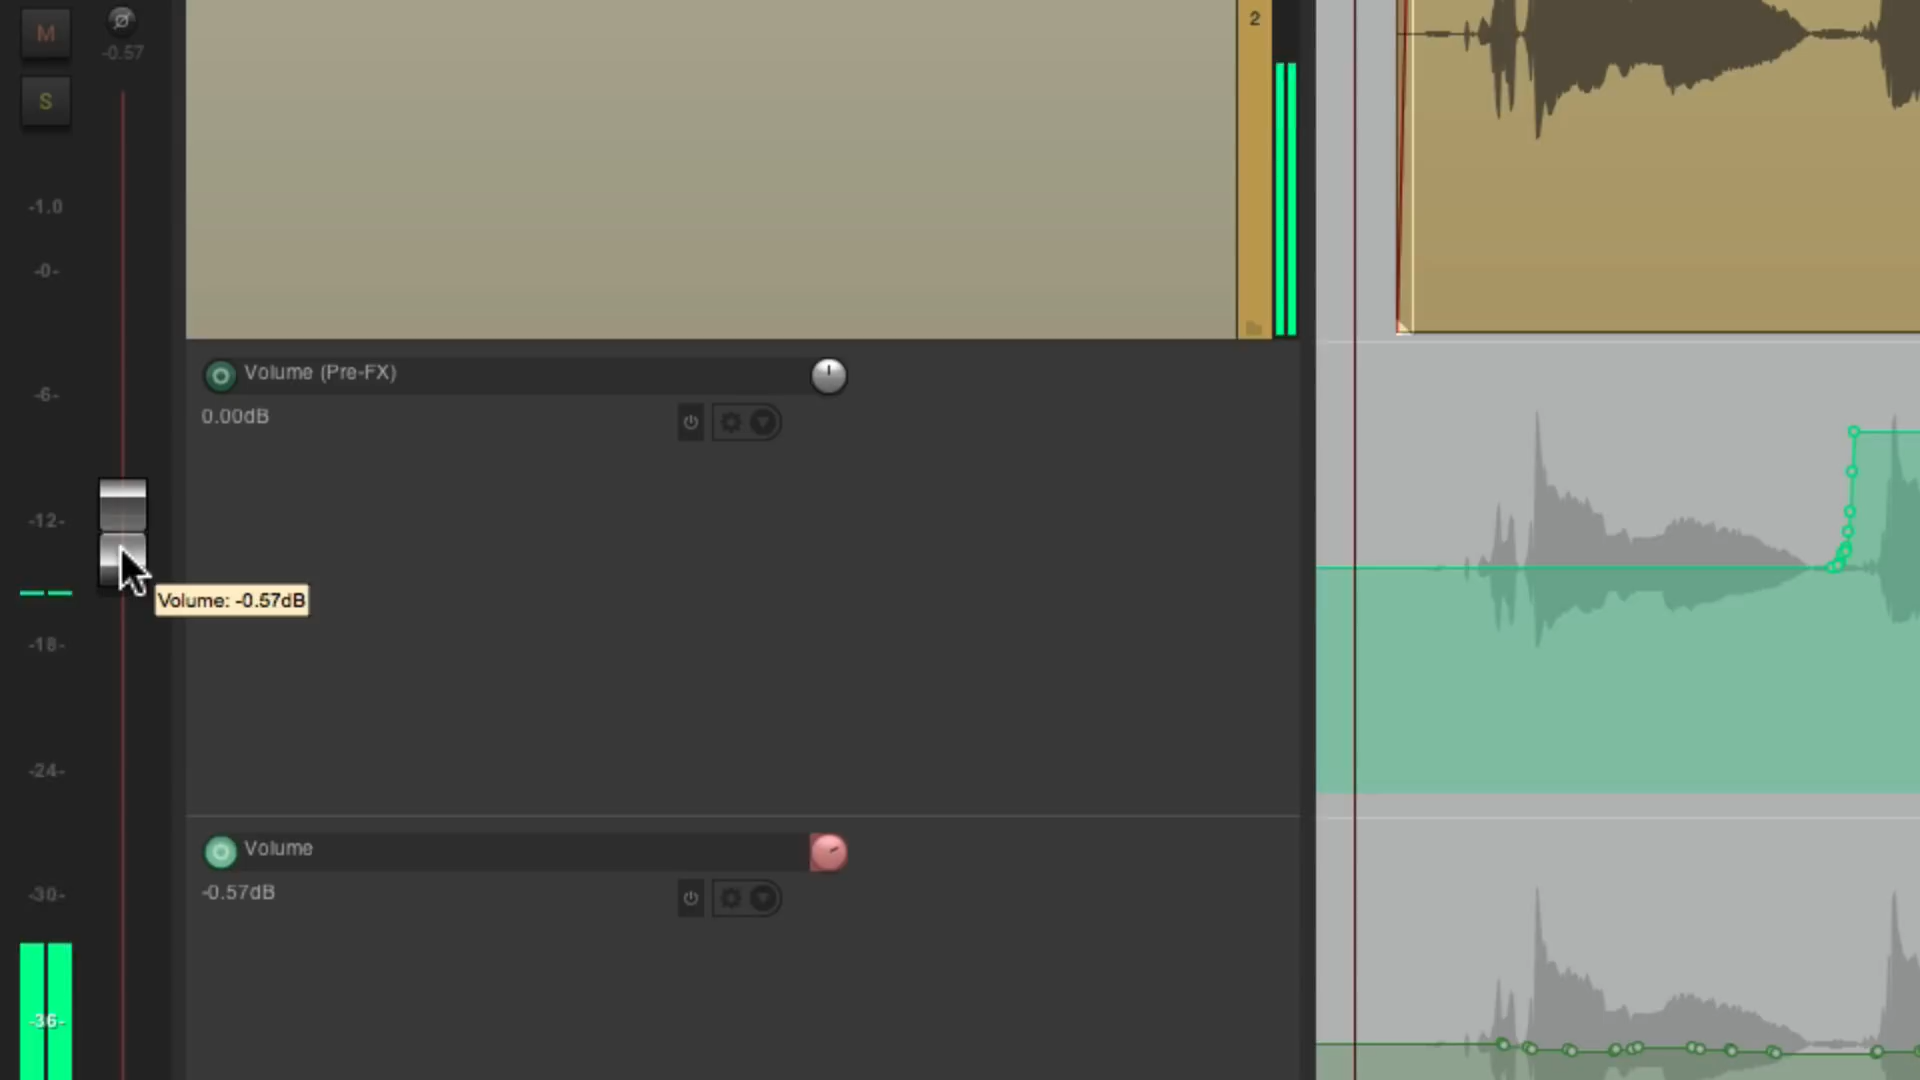 M
-0.57
S
2
-1.0
-0-
-6-
-12-
-18-
-24-
-30-
-36-
Volume: -0.57dB
Volume (Pre-FX)
0.00dB
Volume
-0.57dB